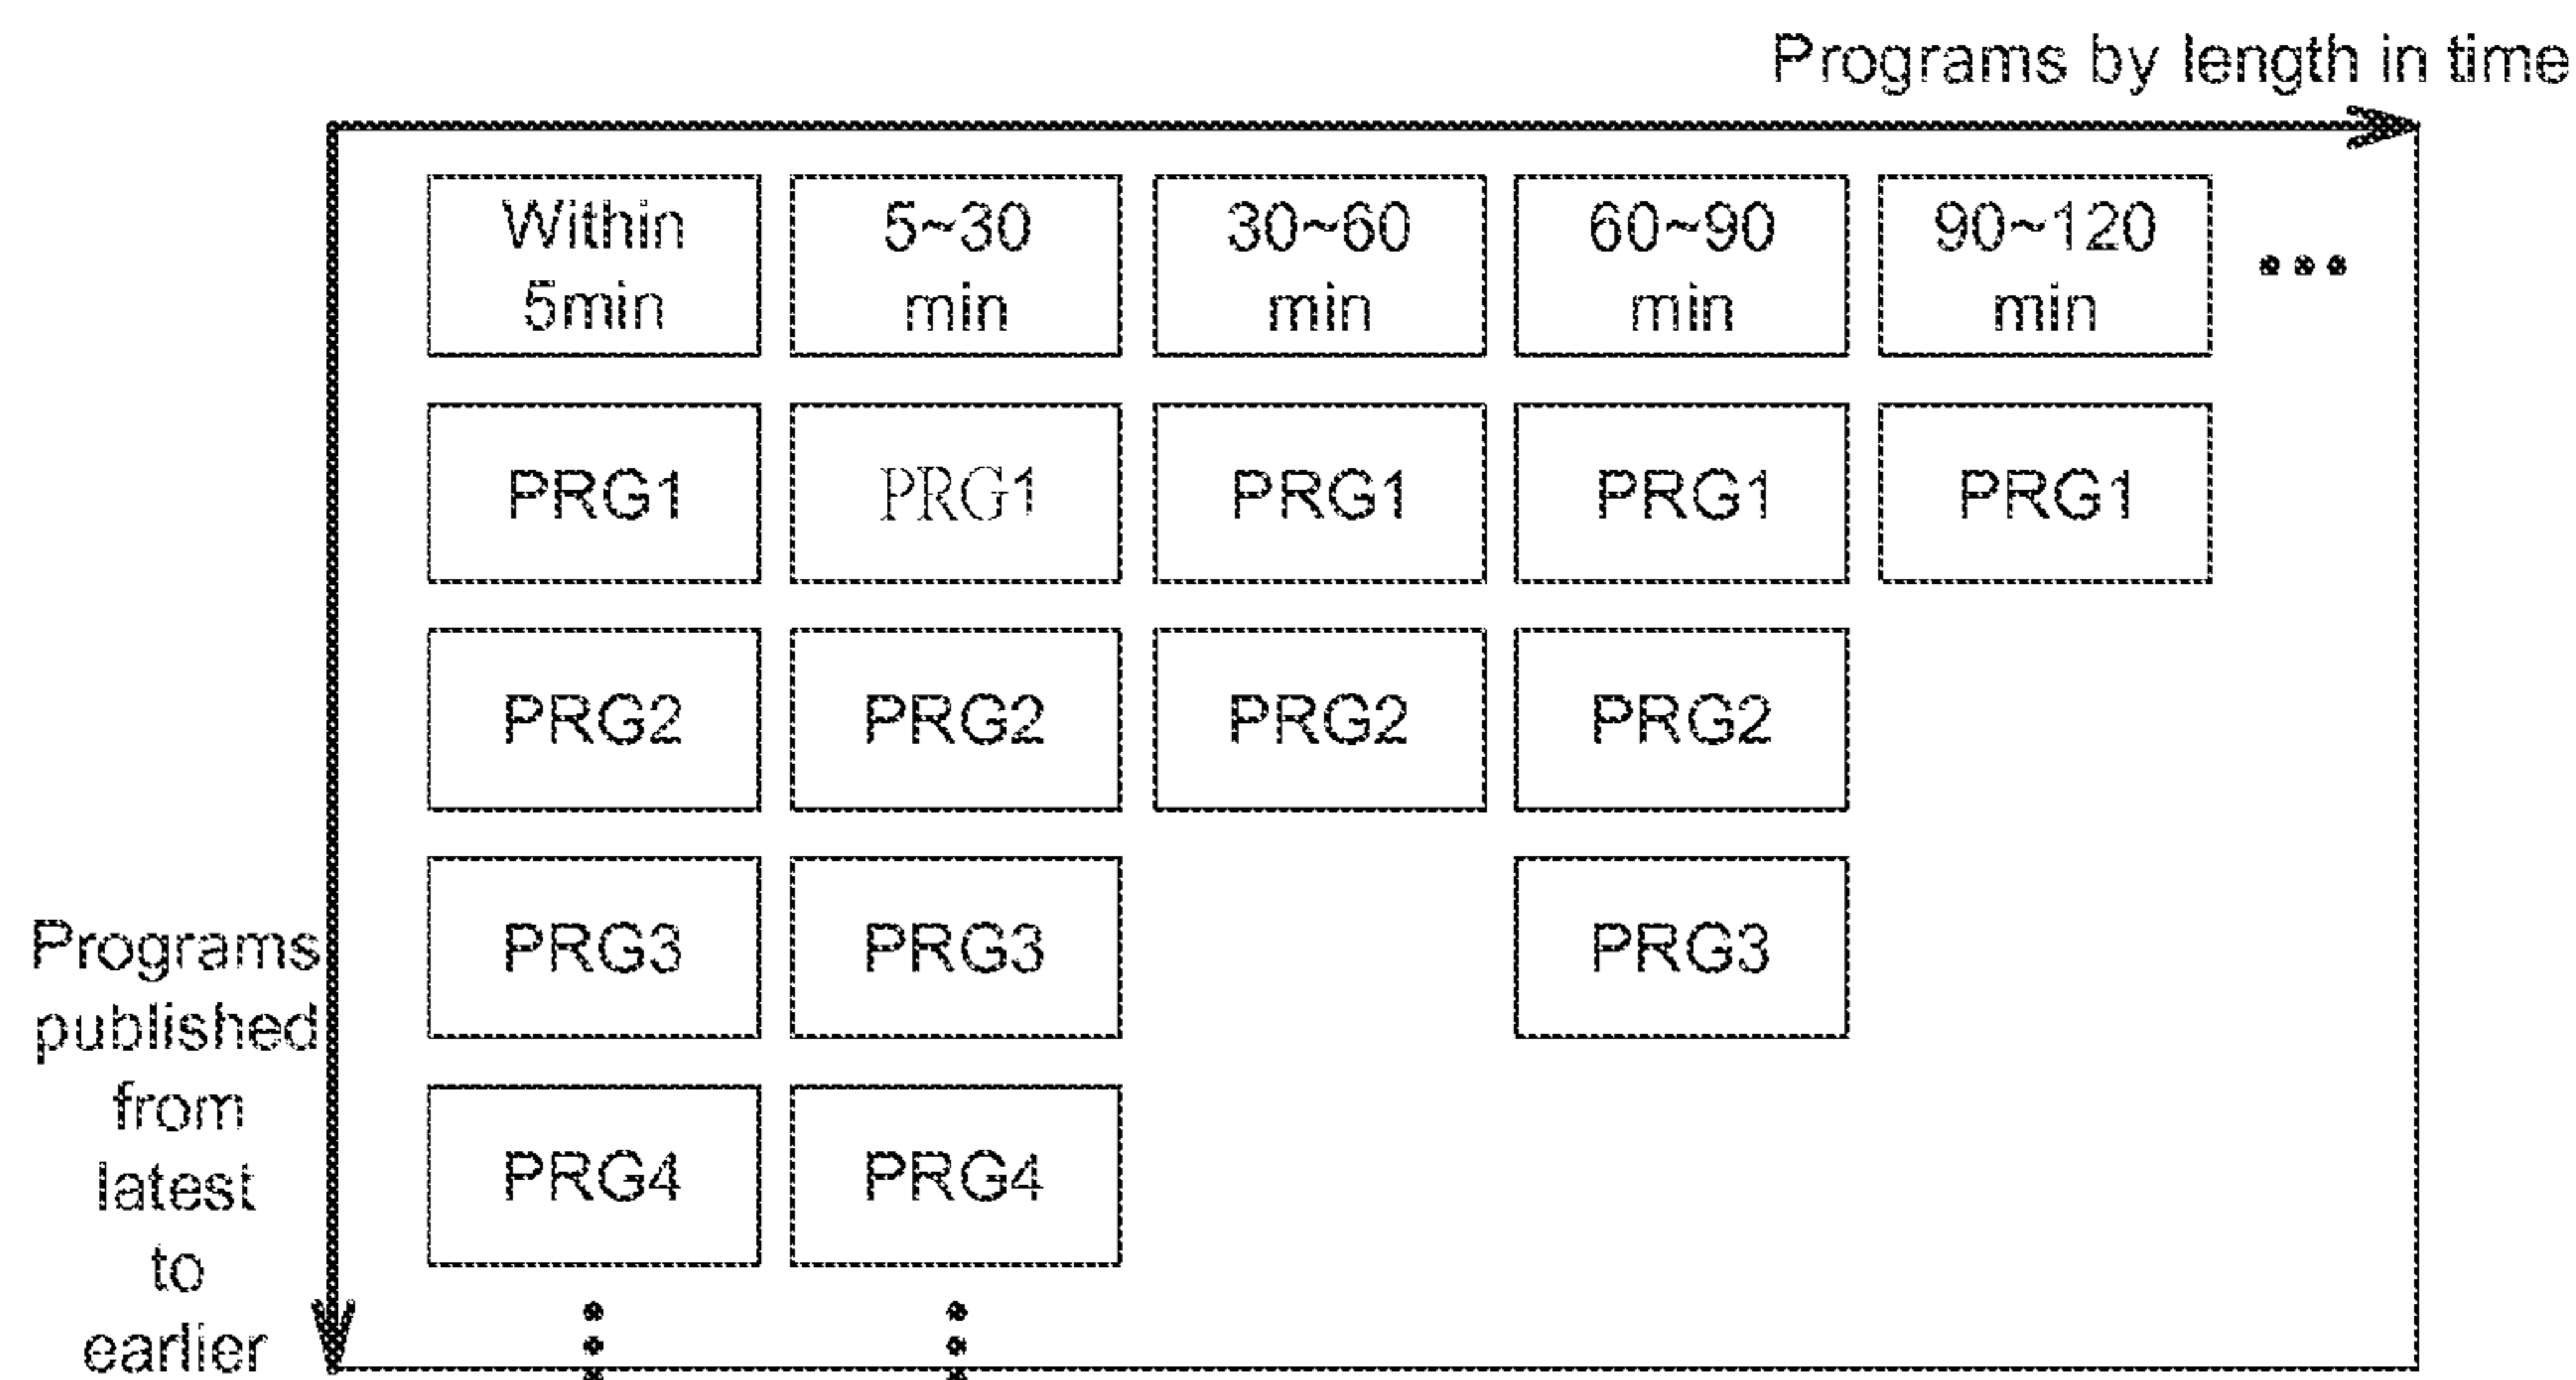 Programs by length in time
Within
5min
5~30
min
30~60
min
60~90
min
90~120
min
•••
PRG1
PRG1
PRG1
PRG1
PRG1
PRG2
PRG2
PRG2
PRG2
PRG3
PRG3
PRG3
PRG4
PRG4
Programs
published
from
latest
to
earlier